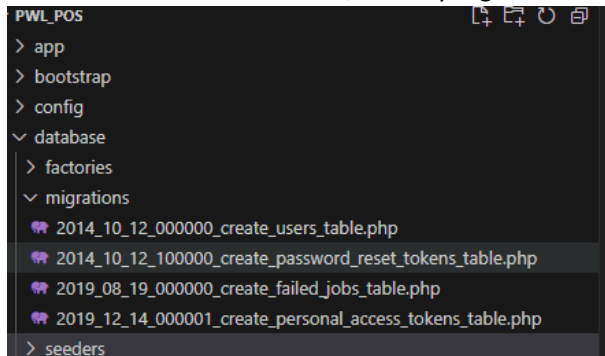 PWL_POS
app
bootstrap
config
database
factories
migrations
2014_10_12_000000_create_users_table.php
2014_10_12_100000_create_password_reset_tokens_table.php
2019_08_19_000000_create_failed_jobs_table.php
2019_12_14_000001_create_personal_access_tokens_table.php
seeders